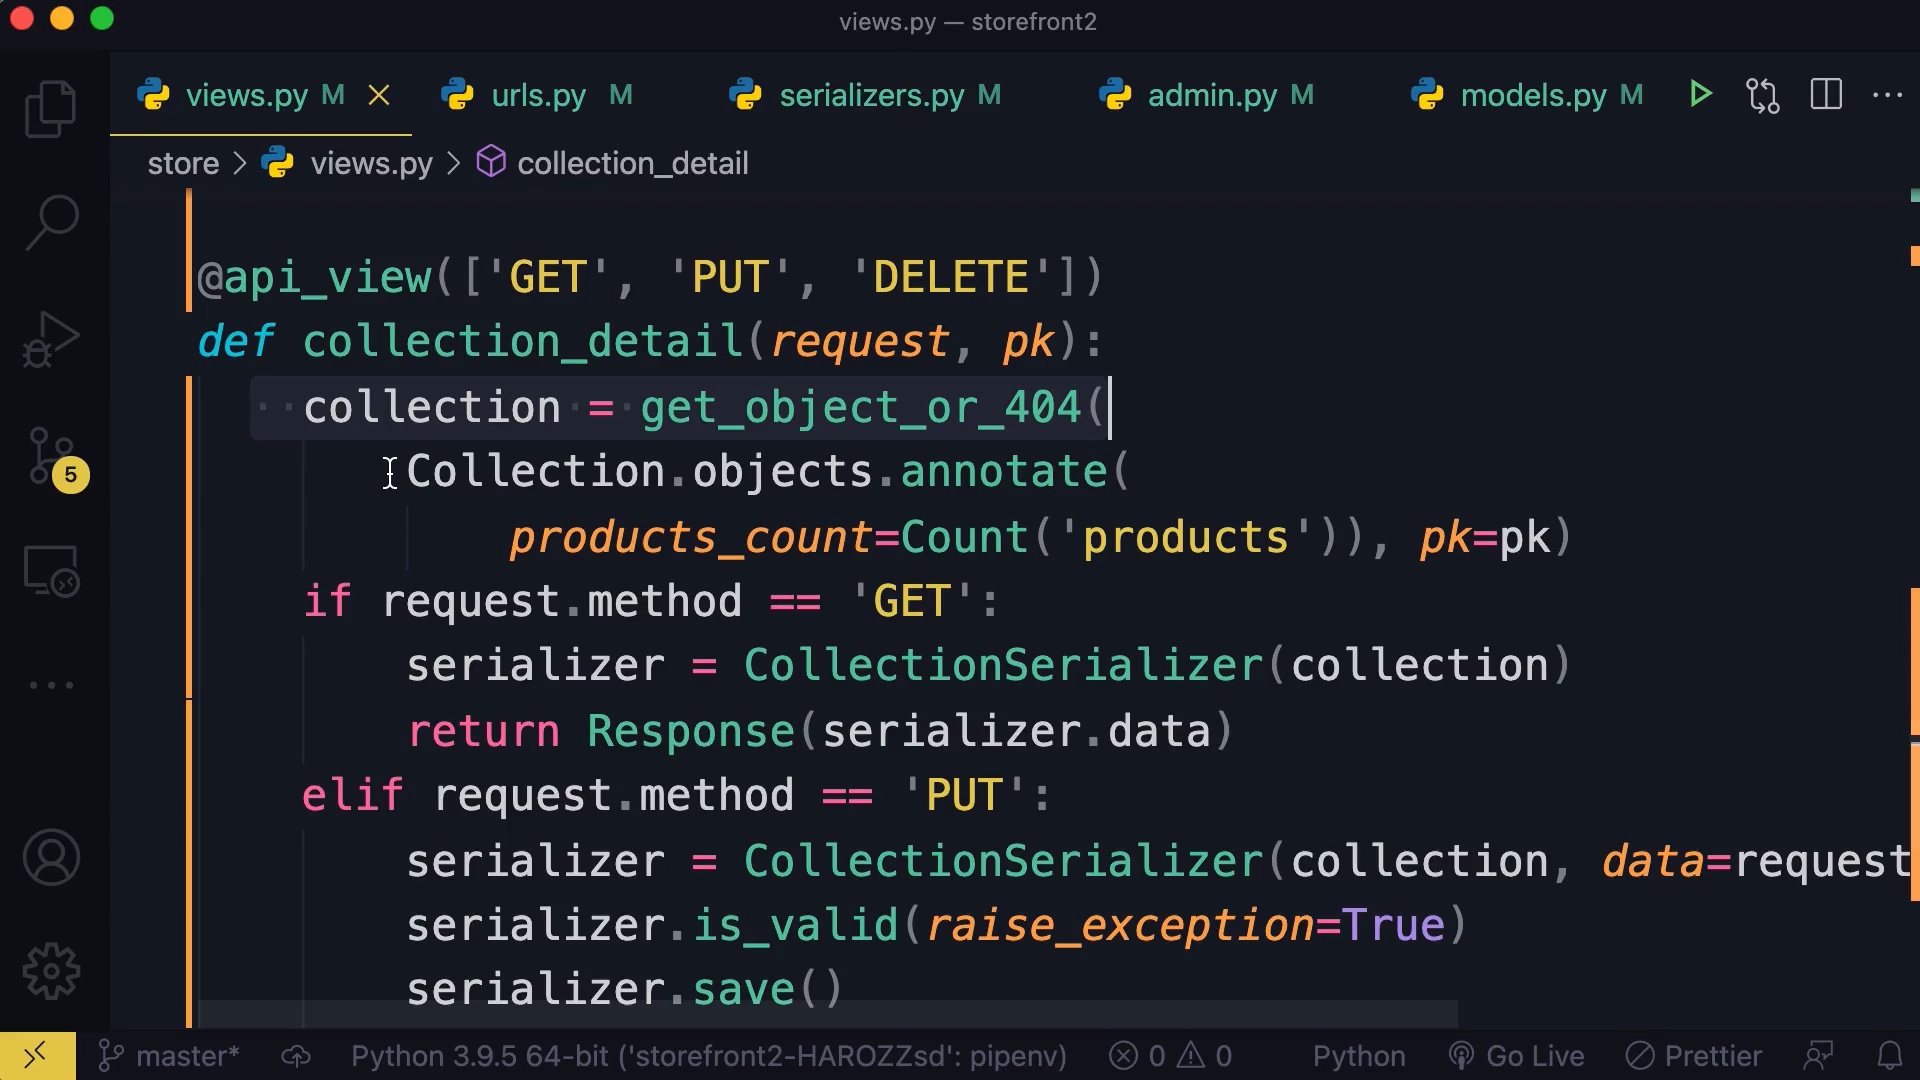 views.py — storefront2
views.py M urls.py M serializers.py M admin.py M models.py M
store > views.py > collection_detail
@api_view(['GET', 'PUT', 'DELETE'])
def collection_detail(request, pk):
collection = get_object_or_404(
Collection.objects.annotate(
products_count=Count('products')), pk=pk)
if request.method == 'GET':
serializer = CollectionSerializer(collection)
return Response(serializer.data)
elif request.method == 'PUT':
serializer = CollectionSerializer(collection, data=request
serializer.is_valid(raise_exception=True)
serializer.save()
5
master* Python 3.9.5 64-bit ('storefront2-HAROZZsd': pipenv) 0 0 Python Go Live Prettier